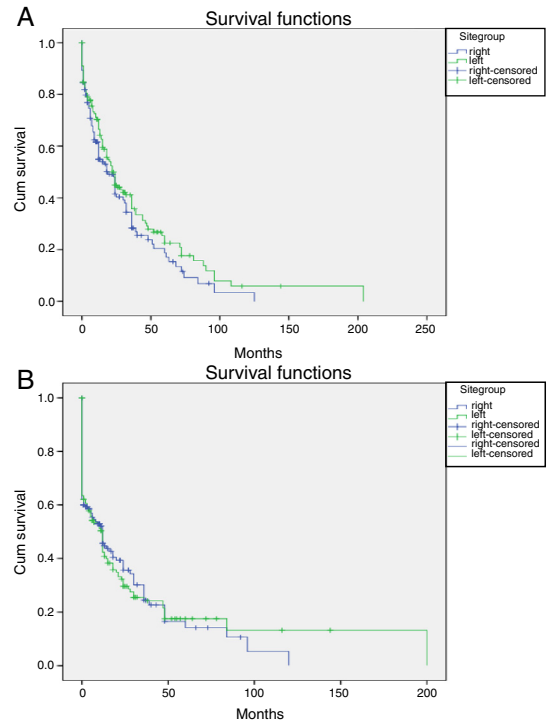 A
Survival functions
Cum survival
1.0
0.8
0.6
0.4
0.2
0.0
0
50
100
150
200
250
Months
Sitegroup
right
left
right-censored
left-censored
B
Survival functions
Cum survival
1.0
0.8
0.6
0.4
0.2
0.0
0
50
100
150
200
Months
Sitegroup
right
left
right-censored
left-censored
right-censored
left-censored